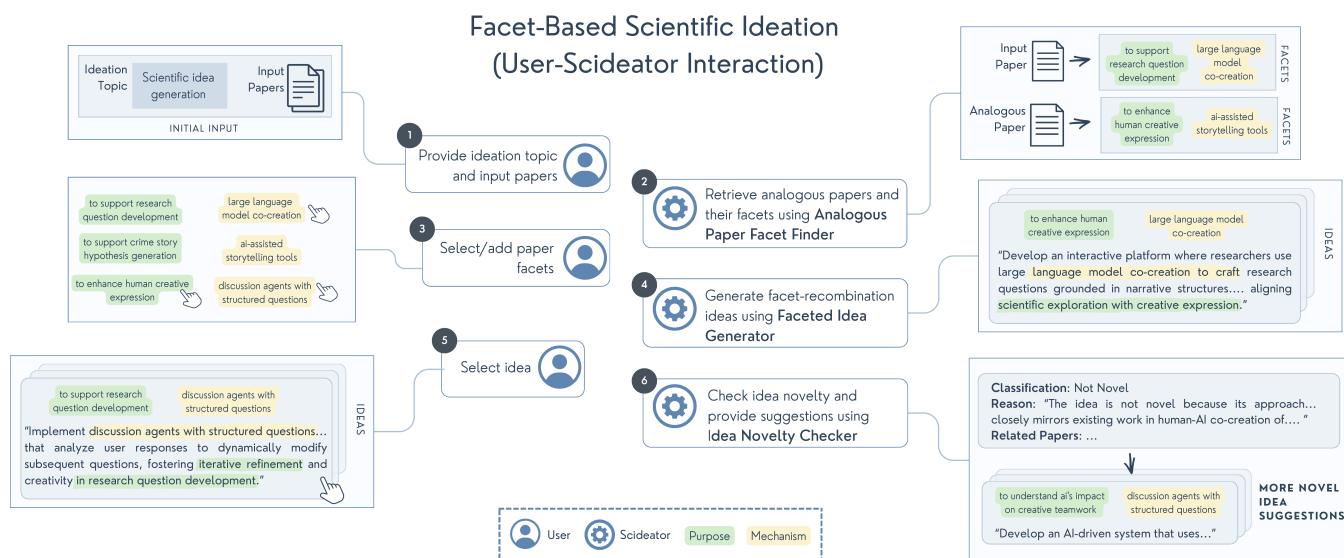 Facet-Based Scientific Ideation
(User-Scideator Interaction)
Ideation
Topic
Scientific idea
generation
Input
Papers
INITIAL INPUT
1
Provide ideation topic
and input papers
2
Retrieve analogous papers and
their facets using Analogous
Paper Facet Finder
Input
Paper
to support
research question
development
large language
model
co-creation
FACETS
Analogous
Paper
to enhance
human creative
expression
ai-assisted
storytelling tools
FACETS
to support research
question development
large language
model co-creation
to support crime story
hypothesis generation
ai-assisted
storytelling tools
to enhance human creative
expression
discussion agents with
structured questions
3
Select/add paper
facets
4
Generate facet-recombination
ideas using Faceted Idea
Generator
to enhance human
creative expression
large language model
co-creation
"Develop an interactive platform where researchers use
large language model co-creation to craft research
questions grounded in narrative structures.... aligning
scientific exploration with creative expression."
IDEAS
5
Select idea
to support research
question development
discussion agents with
structured questions
"Implement discussion agents with structured questions...
that analyze user responses to dynamically modify
subsequent questions, fostering iterative refinement and
creativity in research question development."
IDEAS
6
Check idea novelty and
provide suggestions using
Idea Novelty Checker
Classification: Not Novel
Reason: "The idea is not novel because its approach...
closely mirrors existing work in human-AI co-creation of.... "
Related Papers: ...
to understand ai's impact
on creative teamwork
discussion agents with
structured questions
"Develop an AI-driven system that uses..."
MORE NOVEL
IDEA
SUGGESTIONS
User
Scideator
Purpose
Mechanism